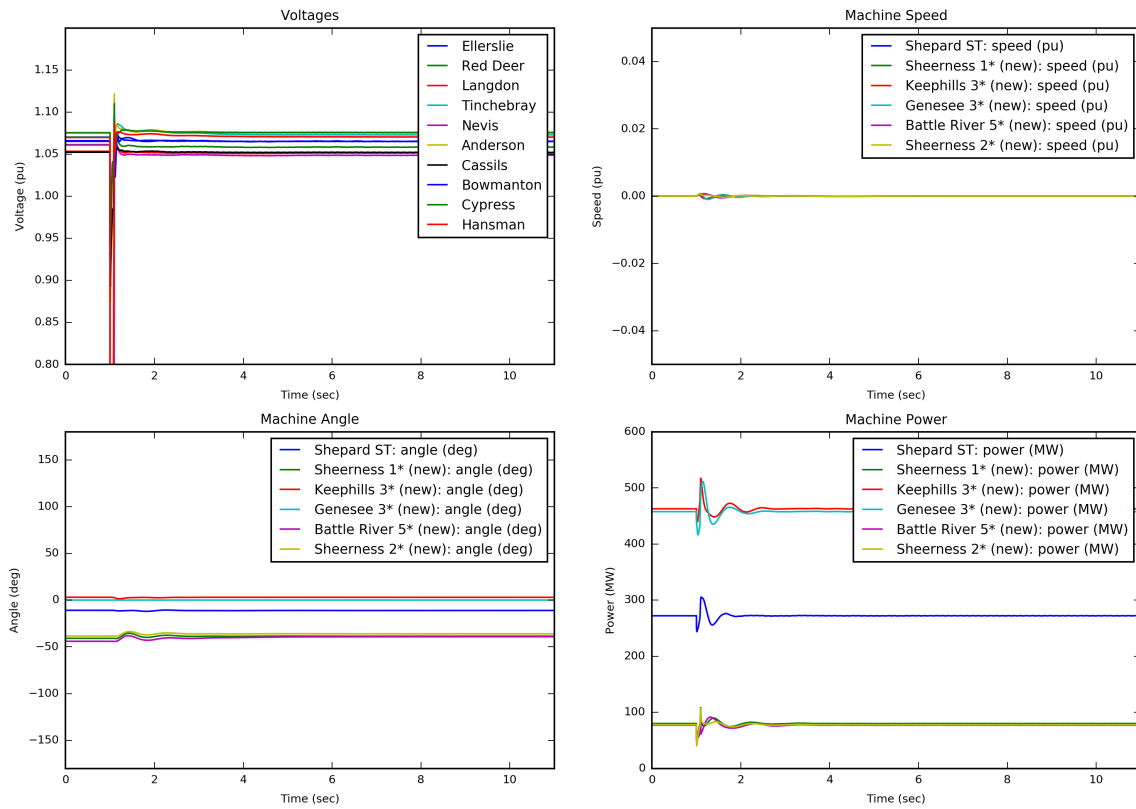 Voltages
1.15
1.10
1.05
1.00
0.95
0.90
0.85
0.80
Voltage (pu)
0
2
4
6
8
10
Time (sec)
Ellerslie
Red Deer
Langdon
Tinchebray
Nevis
Anderson
Cassils
Bowmanton
Cypress
Hansman
Machine Speed
0.04
0.02
0.00
−0.02
−0.04
Speed (pu)
0
2
4
6
8
10
Time (sec)
Shepard ST: speed (pu)
Sheerness 1* (new): speed (pu)
Keephills 3* (new): speed (pu)
Genesee 3* (new): speed (pu)
Battle River 5* (new): speed (pu)
Sheerness 2* (new): speed (pu)
Machine Angle
150
100
50
0
−50
−100
−150
Angle (deg)
0
2
4
6
8
10
Time (sec)
Shepard ST: angle (deg)
Sheerness 1* (new): angle (deg)
Keephills 3* (new): angle (deg)
Genesee 3* (new): angle (deg)
Battle River 5* (new): angle (deg)
Sheerness 2* (new): angle (deg)
Machine Power
600
500
400
300
200
100
0
Power (MW)
0
2
4
6
8
10
Time (sec)
Shepard ST: power (MW)
Sheerness 1* (new): power (MW)
Keephills 3* (new): power (MW)
Genesee 3* (new): power (MW)
Battle River 5* (new): power (MW)
Sheerness 2* (new): power (MW)